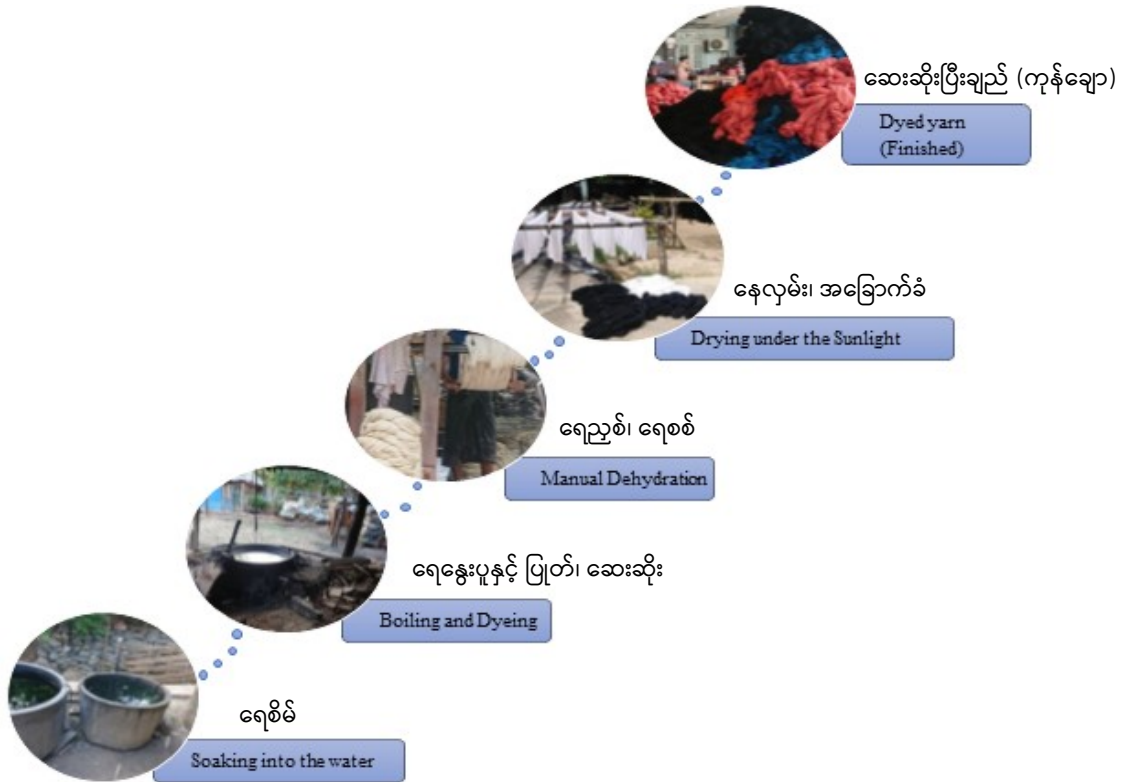 ဆေးဆိုးပြီးချည် (ကုန်ချော)
Dyed yarn
(Finished)
နေလှမ်း၊ အခြောက်ခံ
Drying under the Sunlight
ရေညှစ်၊ ရေစစ်
Manual Dehydration
ရေနွေးပူနှင့် ပြုတ်၊ ဆေးဆိုး
Boiling and Dyeing
ရေစိမ်
Soaking into the water